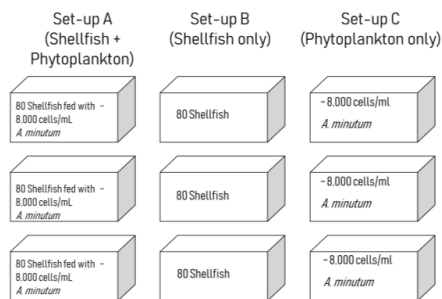 Set-up A
(Shellfish +
Phytoplankton)
Set-up B
(Shellfish only)
Set-up C
(Phytoplankton only)
80 Shellfish fed with ~
8,000 cells/mL
A. minutum
80 Shellfish
~8,000 cells/ml
A. minutum
80 Shellfish fed with ~
8,000 cells/mL
A. minutum
80 Shellfish
~8,000 cells/ml
A. minutum
80 Shellfish fed with ~
8,000 cells/mL
A. minutum
80 Shellfish
~8,000 cells/ml
A. minutum